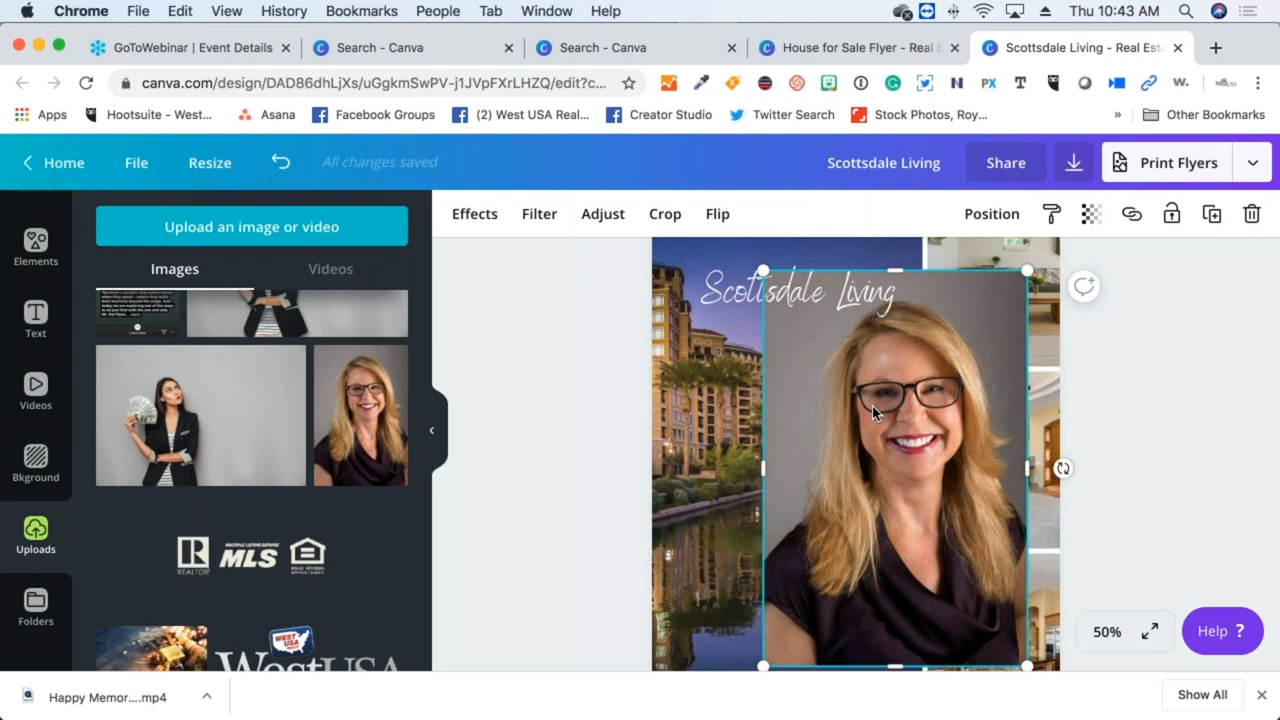 Chrome File Edit View History Bookmarks People Tab Window Help
Thu 10:43 AM
GoToWebinar | Event Details
Search - Canva
Search - Canva
House for Sale Flyer - Real E
Scottsdale Living - Real Esta
canva.com/design/DAD86dhLjXs/uGgkmSwPV-j1JVpFXrLHZQ/edit?c...
Apps
Hootsuite - West...
Asana
Facebook Groups
(2) West USA Real...
Creator Studio
Twitter Search
Stock Photos, Roy...
»
Other Bookmarks
Home
File
Resize
All changes saved
Scottsdale Living
Share
Print Flyers
Upload an image or video
Effects
Filter
Adjust
Crop
Flip
Position
Images
Videos
Elements
Text
Videos
Bkground
Uploads
Folders
Scottsdale Living
R
REALTOR
MLS
WEST USA
WestUSA
50%
Help ?
Happy Memor....mp4
Show All